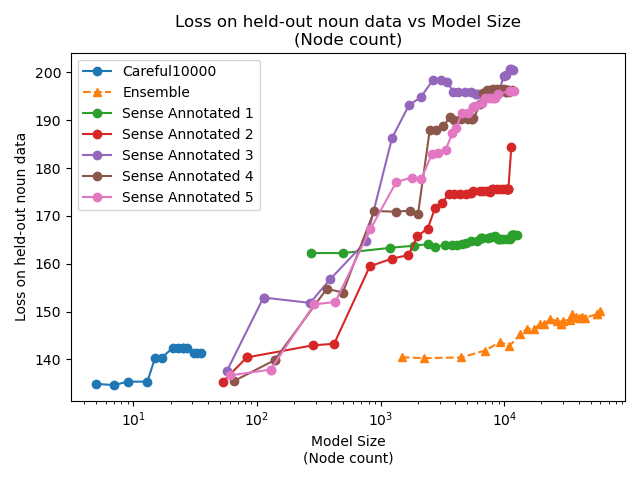 Loss on held-out noun data vs Model Size
(Node count)
Careful10000
Ensemble
Sense Annotated 1
Sense Annotated 2
Sense Annotated 3
Sense Annotated 4
Sense Annotated 5
Loss on held-out noun data
200
190
180
170
160
150
140
10¹ 10² 10³ 10⁴
Model Size
(Node count)